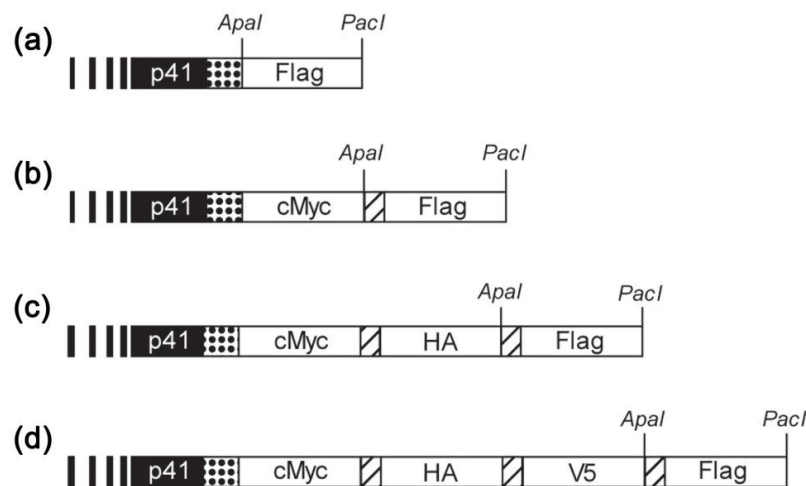 (a)
ApaI PacI
p41 Flag
(b)
ApaI PacI
p41 cMyc Flag
(c)
ApaI PacI
p41 cMyc HA Flag
(d)
ApaI PacI
p41 cMyc HA V5 Flag